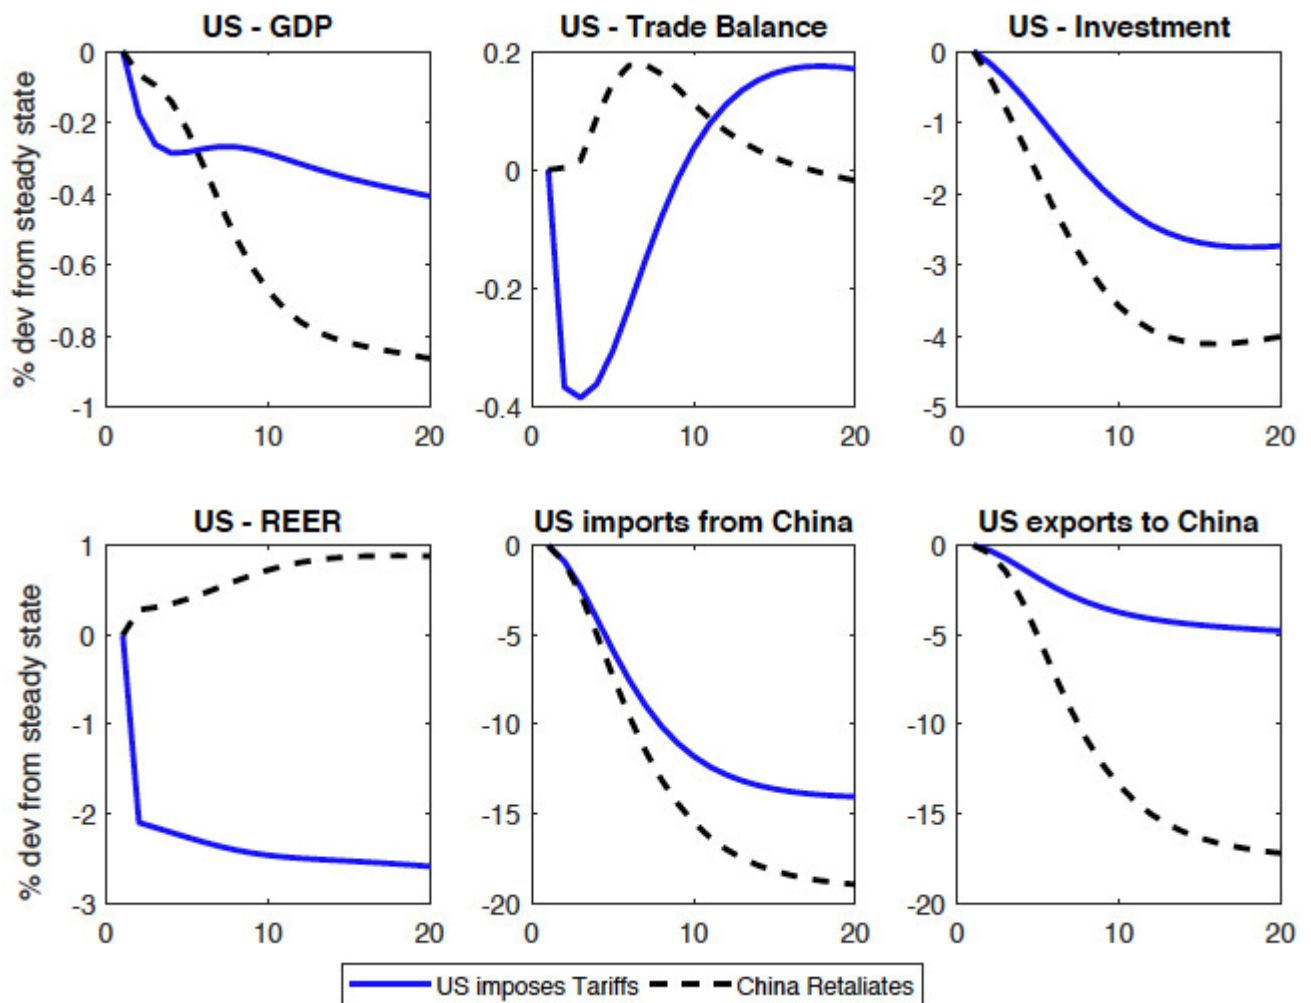 US - GDP
US - Trade Balance
US - Investment
% dev from steady state
0
-0.2
-0.4
-0.6
-0.8
-1
0 10 20
0.2
0
-0.2
-0.4
0 10 20
0
-1
-2
-3
-4
-5
0 10 20
US - REER
US imports from China
US exports to China
% dev from steady state
1
0
-1
-2
-3
0 10 20
0
-5
-10
-15
-20
0 10 20
0
-5
-10
-15
-20
0 10 20
US imposes Tariffs
China Retaliates